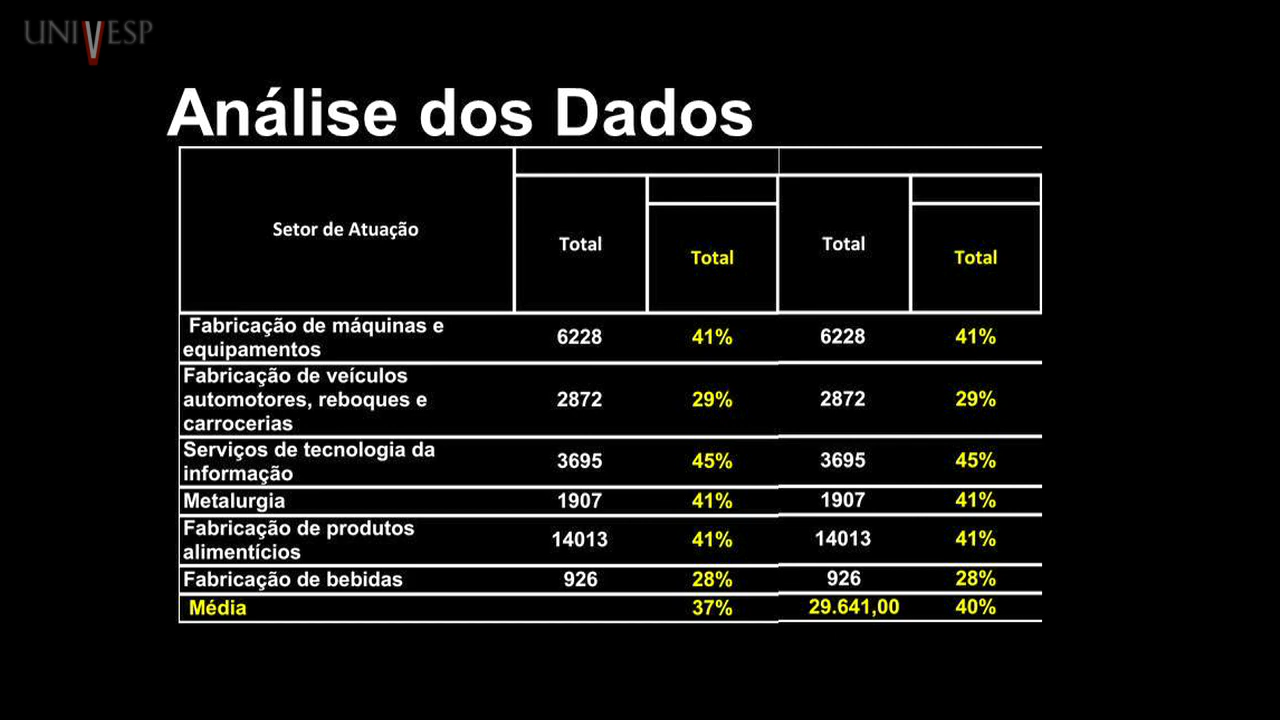 UNIVESP
Análise dos Dados
Setor de Atuação Total Total Total Total
Fabricação de máquinas e
equipamentos 6228 41% 6228 41%
Fabricação de veículos
automotores, reboques e
carrocerias 2872 29% 2872 29%
Serviços de tecnologia da
informação 3695 45% 3695 45%
Metalurgia 1907 41% 1907 41%
Fabricação de produtos
alimentícios 14013 41% 14013 41%
Fabricação de bebidas 926 28% 926 28%
Média 37% 29.641,00 40%